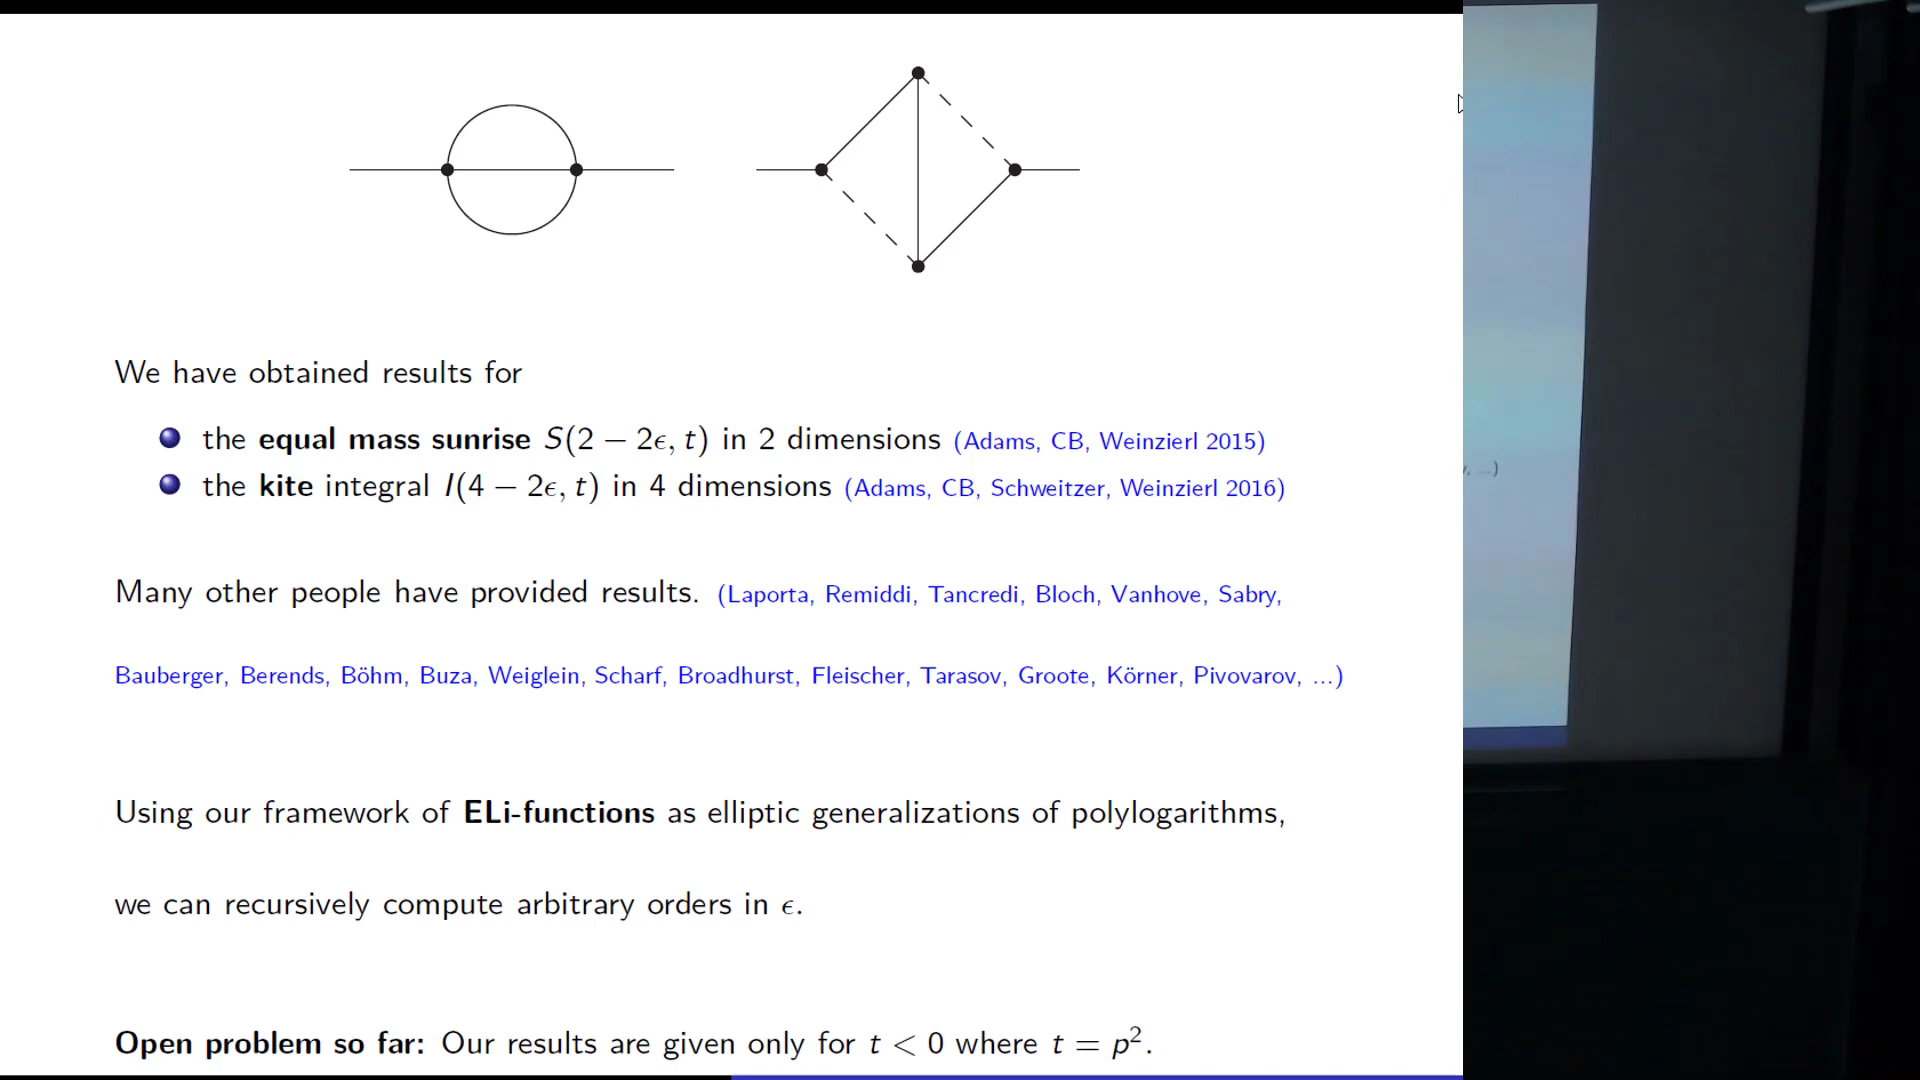 We have obtained results for
the equal mass sunrise S(2 − 2ϵ, t) in 2 dimensions (Adams, CB, Weinzierl 2015)
the kite integral I(4 − 2ϵ, t) in 4 dimensions (Adams, CB, Schweitzer, Weinzierl 2016)
Many other people have provided results. (Laporta, Remiddi, Tancredi, Bloch, Vanhove, Sabry,
Bauberger, Berends, Böhm, Buza, Weiglein, Scharf, Broadhurst, Fleischer, Tarasov, Groote, Körner, Pivovarov, ...)
Using our framework of ELi-functions as elliptic generalizations of polylogarithms,
we can recursively compute arbitrary orders in ϵ.
Open problem so far: Our results are given only for t < 0 where t = p².